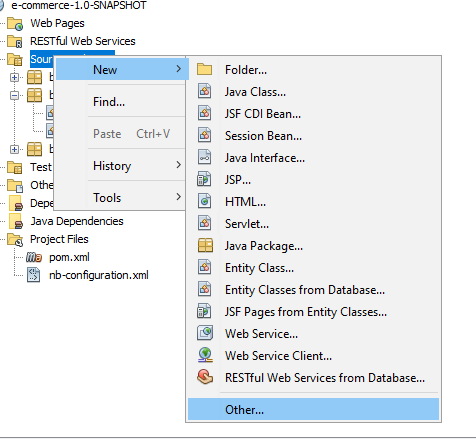 e-commerce-1.0-SNAPSHOT
Web Pages
RESTful Web Services
New
Find...
Paste Ctrl+V
History
Tools
Folder...
Java Class...
JSF CDI Bean...
Session Bean...
Java Interface...
JSP...
HTML...
Servlet...
Java Package...
Entity Class...
Entity Classes from Database...
JSF Pages from Entity Classes...
Web Service...
Web Service Client...
RESTful Web Services from Database...
Other...
Test
Java Dependencies
Project Files
pom.xml
nb-configuration.xml